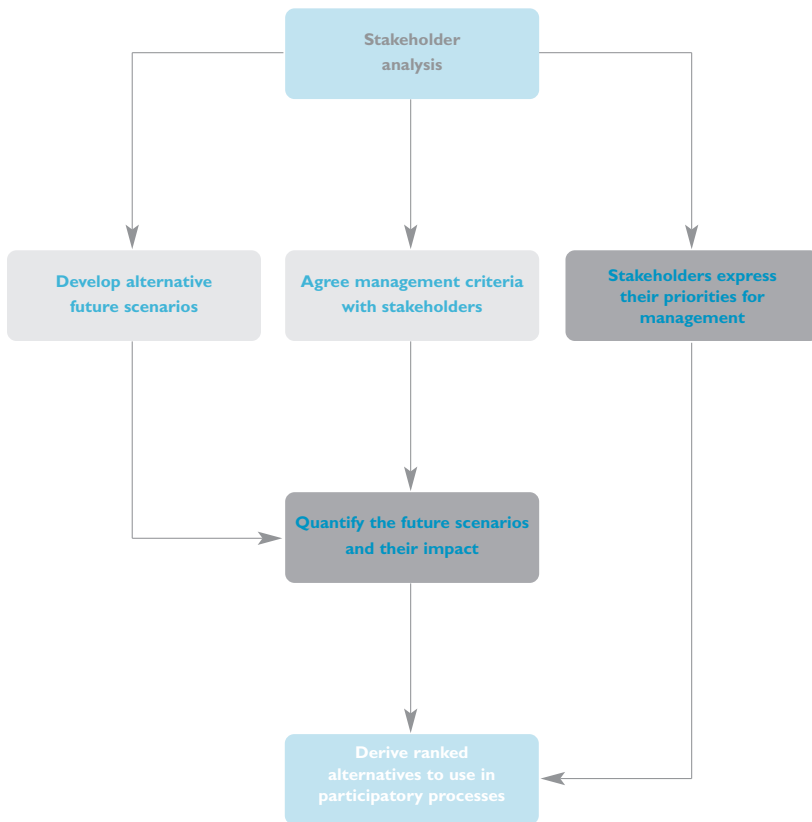 Stakeholder
analysis
Develop alternative
future scenarios
Agree management criteria
with stakeholders
Stakeholders express
their priorities for
management
Quantify the future scenarios
and their impact
Derive ranked
alternatives to use in
participatory processes